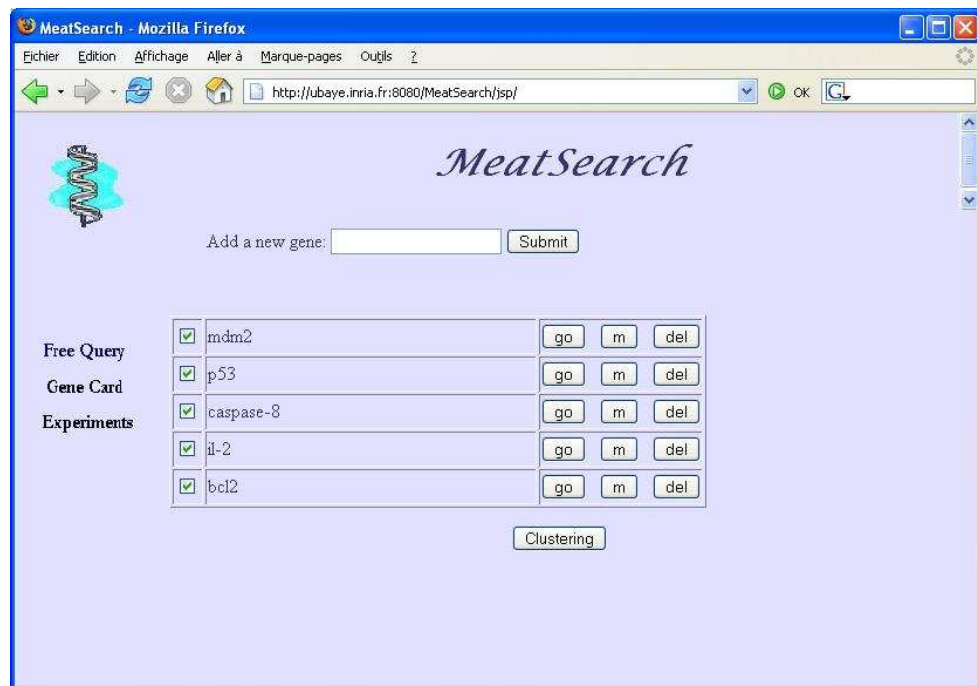 MeatSearch - Mozilla Firefox
Fichier Edition Affichage Aller à Marque-pages Outils ?
http://ubaye.inria.fr:8080/MeatSearch/jsp/ OK G
MeatSearch
Add a new gene: Submit
mdm2 go m del
Free Query
p53 go m del
Gene Card
caspase-8 go m del
Experiments
il-2 go m del
bcl2 go m del
Clustering